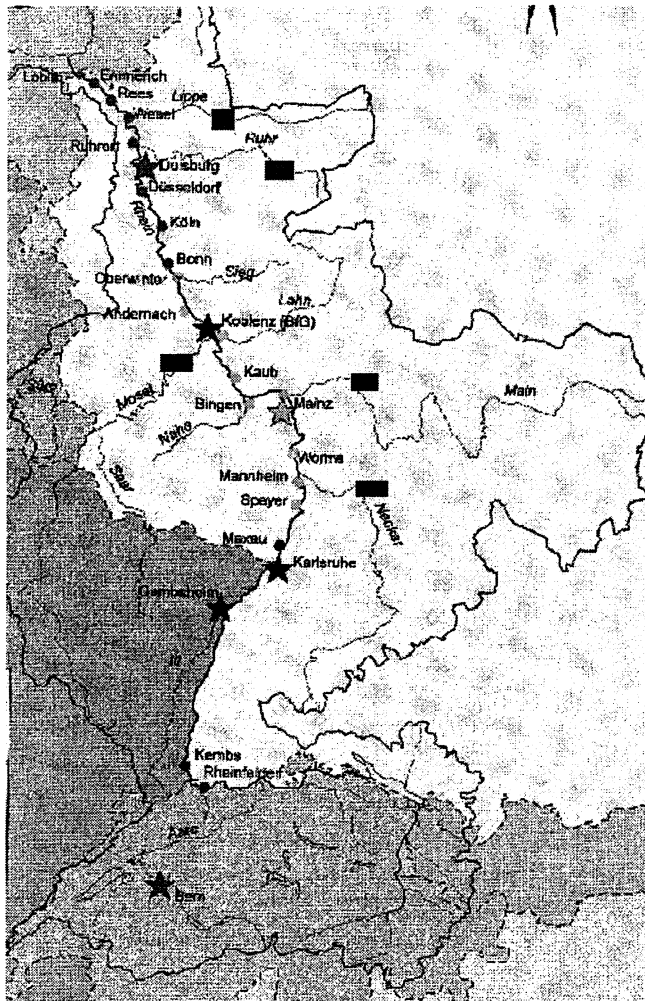 Lobith
Emmerich
Rees
Lippe
Wesel
Ruhr
Ruhrort
Duisburg
Düsseldorf
Rhein
Köln
Bonn
Sieg
Oberwinter
Lahn
Andernach
Koblenz (BfG)
Kaub
Mosel
Main
Bingen
Mainz
Nahe
Worms
Mannheim
Saar
Speyer
Neckar
Maxau
Karlsruhe
Gambsheim
Ill
Kembs
Rheinfelden
Aare
Bern